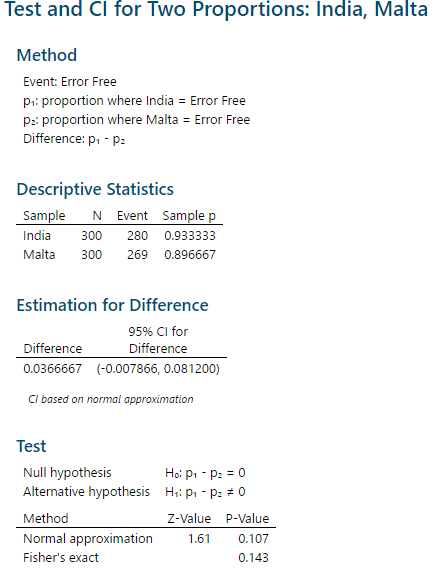 Test and CI for Two Proportions: India, Malta
Method
Event: Error Free
p₁: proportion where India = Error Free
p₂: proportion where Malta = Error Free
Difference: p₁ - p₂
Descriptive Statistics
Sample N Event Sample p
India 300 280 0.933333
Malta 300 269 0.896667
Estimation for Difference
95% CI for
Difference Difference
0.0366667 (-0.007866, 0.081200)
CI based on normal approximation
Test
Null hypothesis H₀: p₁ - p₂ = 0
Alternative hypothesis H₁: p₁ - p₂ ≠ 0
Method Z-Value P-Value
Normal approximation 1.61 0.107
Fisher's exact 0.143